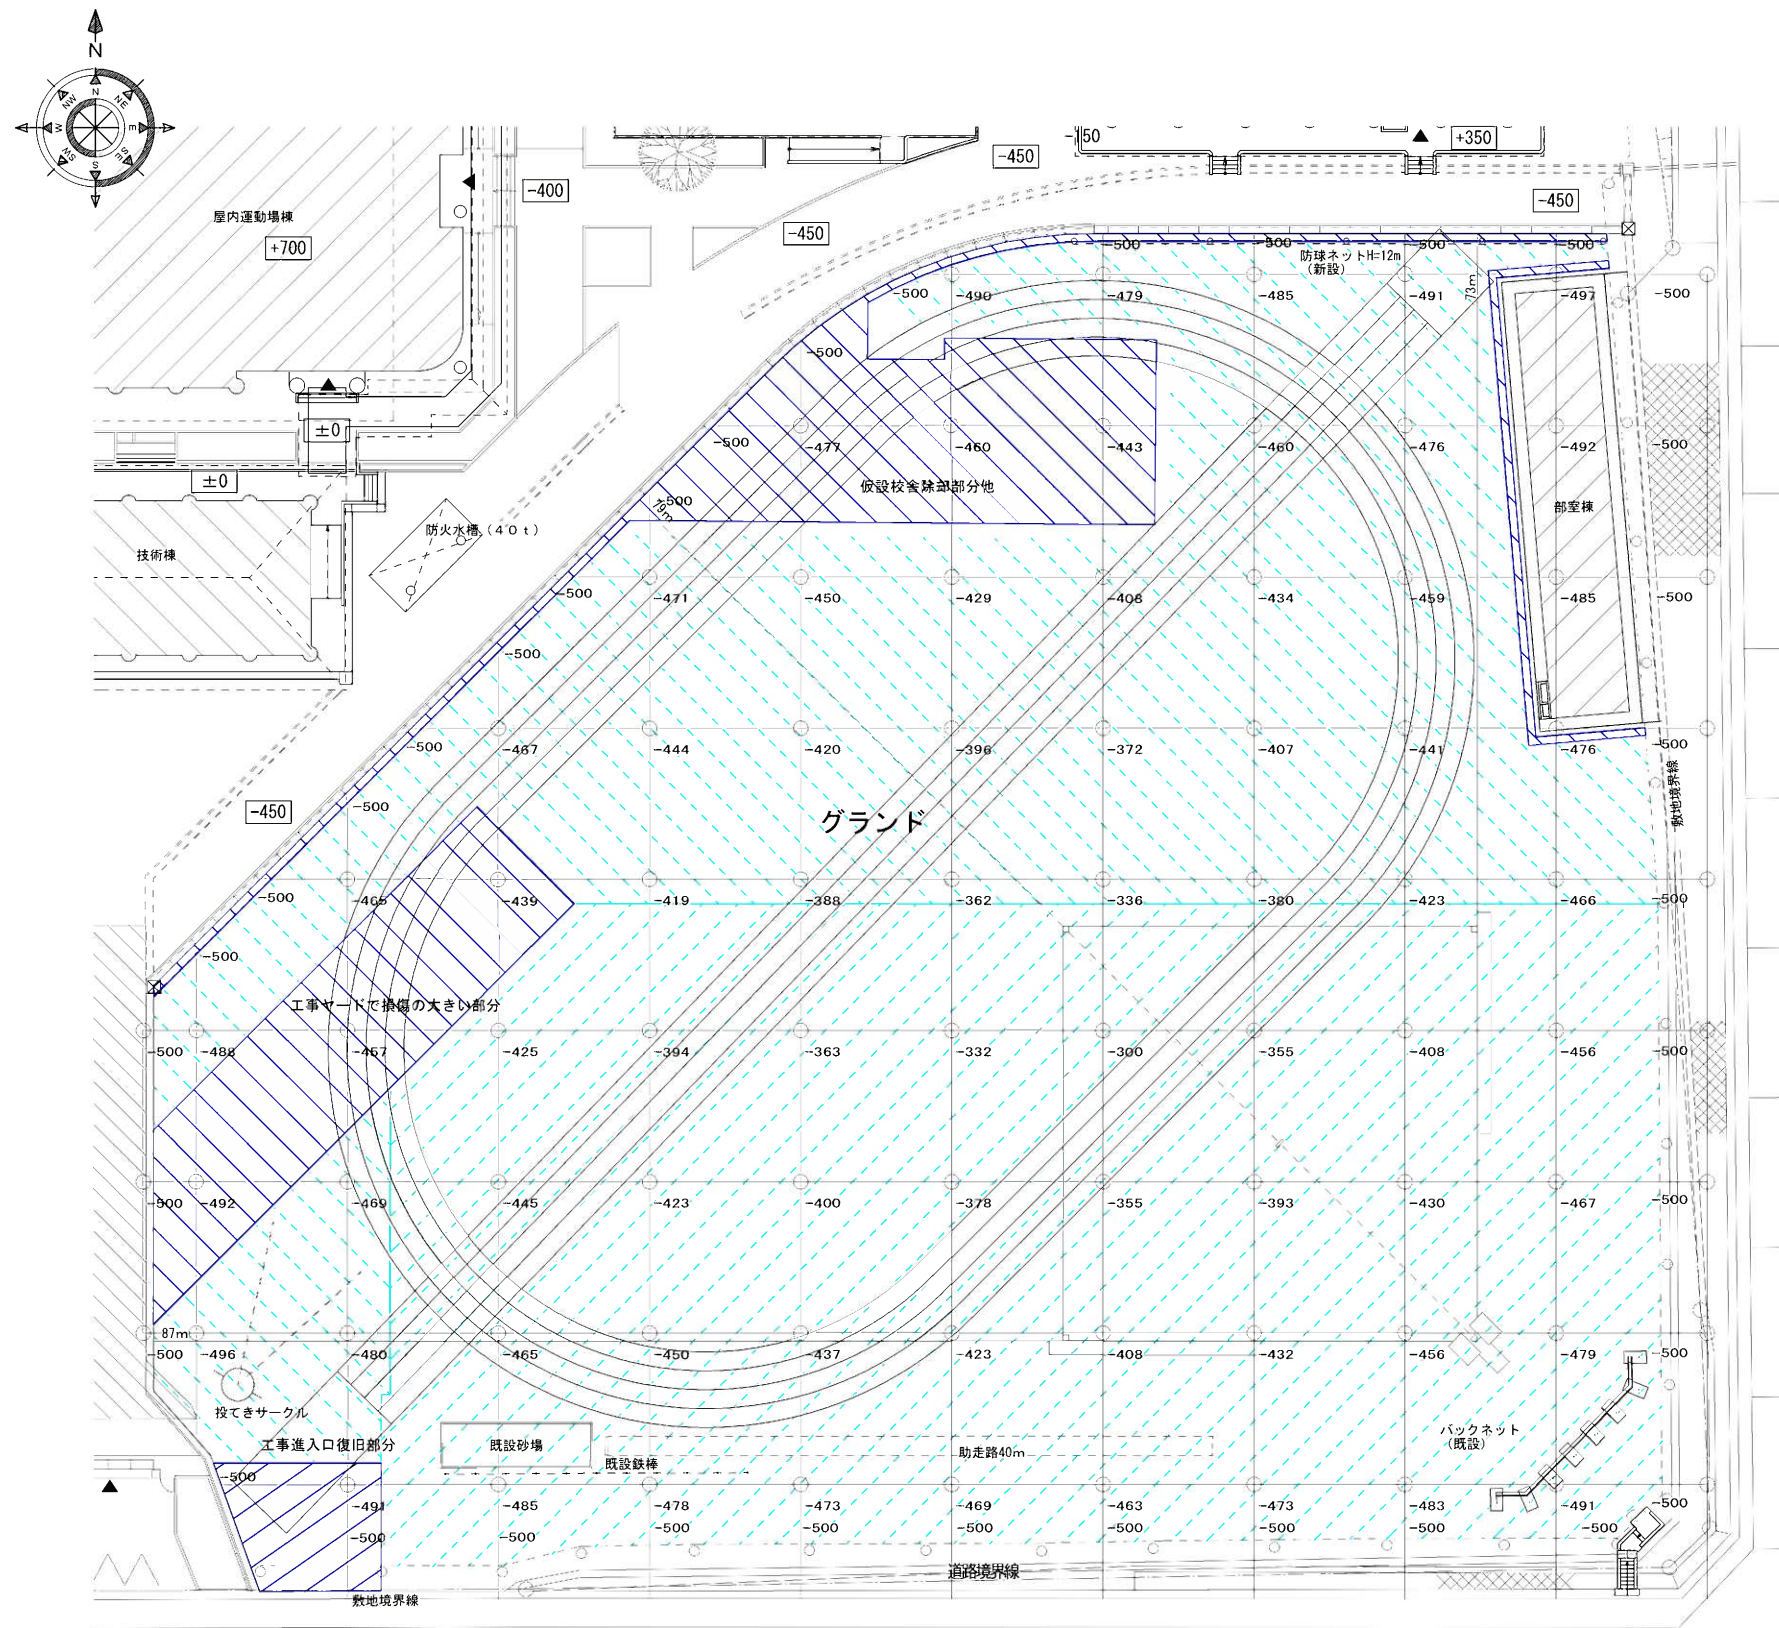 N
N
NE
E
SE
S
SW
W
NW
屋内運動場棟
+700
-400
-450
-450
+350
-450
±0
±0
技術棟
防火水槽(40t)
-500 -500 -500 -500
防球ネットH=12m
(新設)
73m
-500 -490 -479 -485 -491 -497 -500
-500
-500 -477 -460 -443 -460 -476 -492 -500
仮設校舎除却部分他
-500
79m
部室棟
-500 -471 -450 -429 -408 -434 -459 -485 -500
-500
-500 -467 -444 -420 -396 -372 -407 -441 -476 -500
敷地境界線
-450
-500
グランド
-500 -465 -439 -419 -388 -362 -336 -380 -423 -466 -500
-500
工事ヤードで損傷の大きい部分
-500 -488 -457 -425 -394 -363 -332 -300 -355 -408 -456 -500
-500 -492 -469 -445 -423 -400 -378 -355 -393 -430 -467 -500
87m
-500 -496 -480 -465 -450 -437 -423 -408 -432 -456 -479 -500
投てきサークル
工事進入口復旧部分
既設砂場
既設鉄棒
助走路40m
バックネット
(既設)
-500
-491 -485 -478 -473 -469 -463 -473 -483 -491 -500
-500 -500 -500 -500 -500 -500 -500 -500 -500
道路境界線
敷地境界線